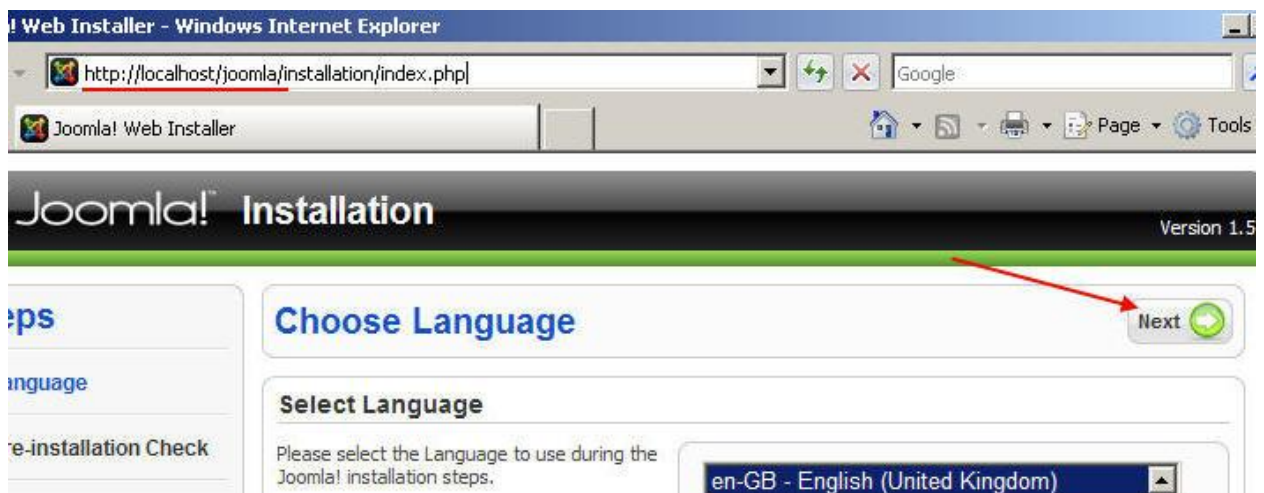 ! Web Installer - Windows Internet Explorer
http://localhost/joomla/installation/index.php
Google
Joomla! Web Installer
Page
Tools
Joomla!™ Installation
Version 1.5
eps
Choose Language
Next
anguage
Select Language
re-installation Check
Please select the Language to use during the
Joomla! installation steps.
en-GB - English (United Kingdom)